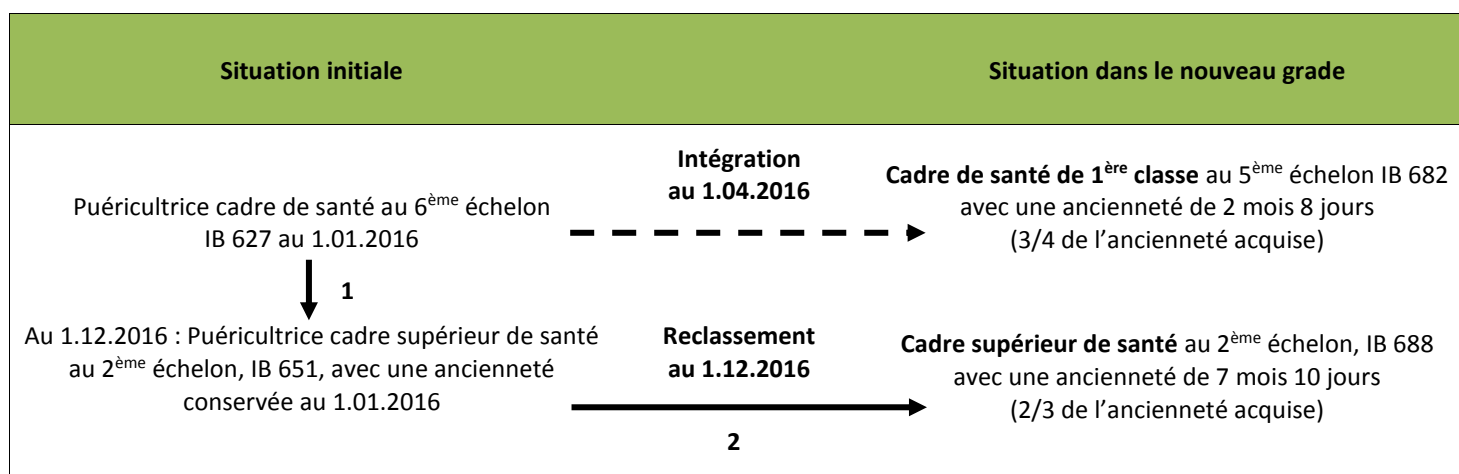 Situation initiale
Situation dans le nouveau grade
Puéricultrice cadre de santé au 6ème échelon
IB 627 au 1.01.2016
Intégration
au 1.04.2016
Cadre de santé de 1ère classe au 5ème échelon IB 682
avec une ancienneté de 2 mois 8 jours
(3/4 de l’ancienneté acquise)
1
Au 1.12.2016 : Puéricultrice cadre supérieur de santé
au 2ème échelon, IB 651, avec une ancienneté
conservée au 1.01.2016
Reclassement
au 1.12.2016
2
Cadre supérieur de santé au 2ème échelon, IB 688
avec une ancienneté de 7 mois 10 jours
(2/3 de l’ancienneté acquise)